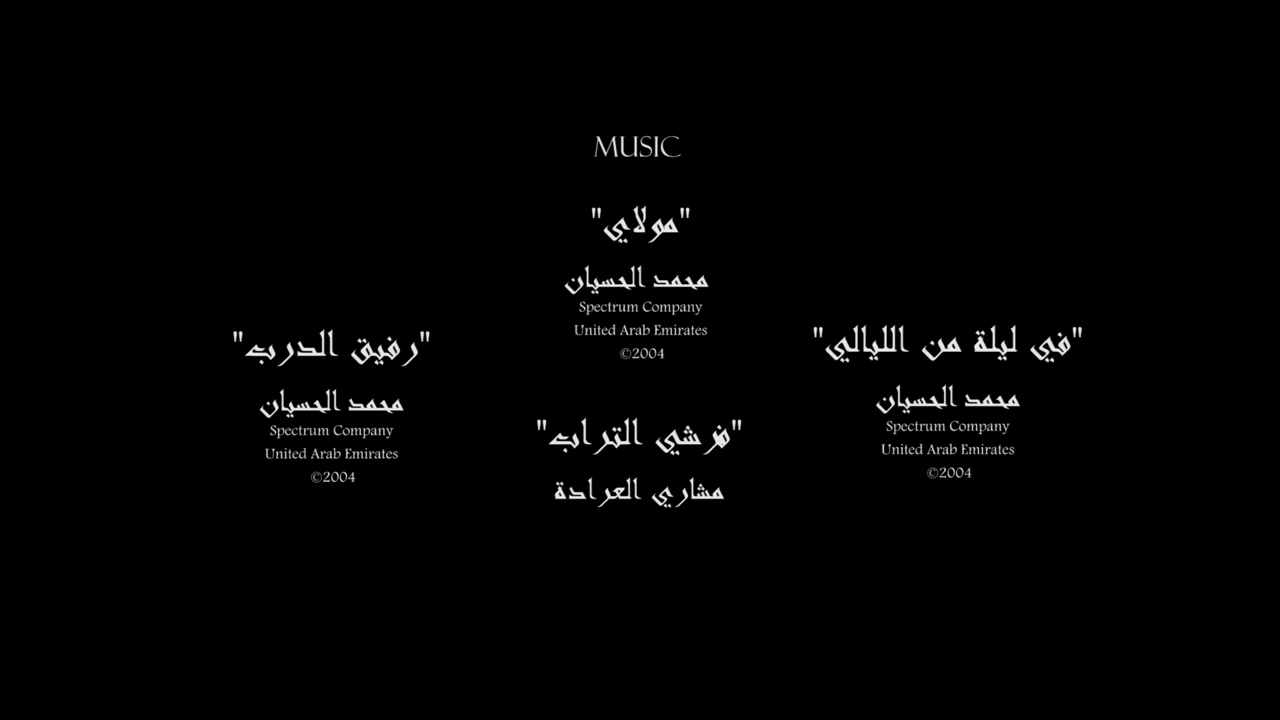 MUSIC
"مولاي"
محمد الحسيان
Spectrum Company
United Arab Emirates
©2004
"رفيق الدرب"
محمد الحسيان
Spectrum Company
United Arab Emirates
©2004
"في ليلة من الليالي"
محمد الحسيان
Spectrum Company
United Arab Emirates
©2004
"فرشي التراب"
مشاري العرادة